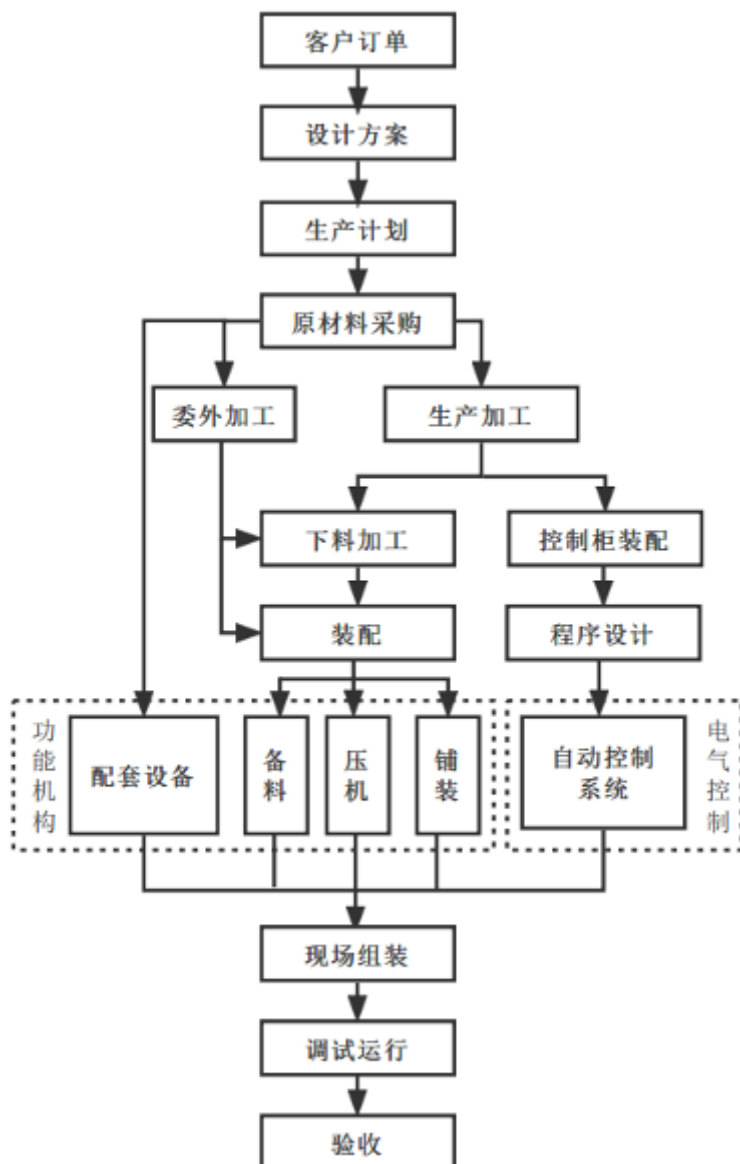 客户订单
设计方案
生产计划
原材料采购
委外加工
生产加工
下料加工
控制柜装配
装配
程序设计
功能机构
配套设备
备料
压机
铺装
自动控制
系统
电气控制
现场组装
调试运行
验收